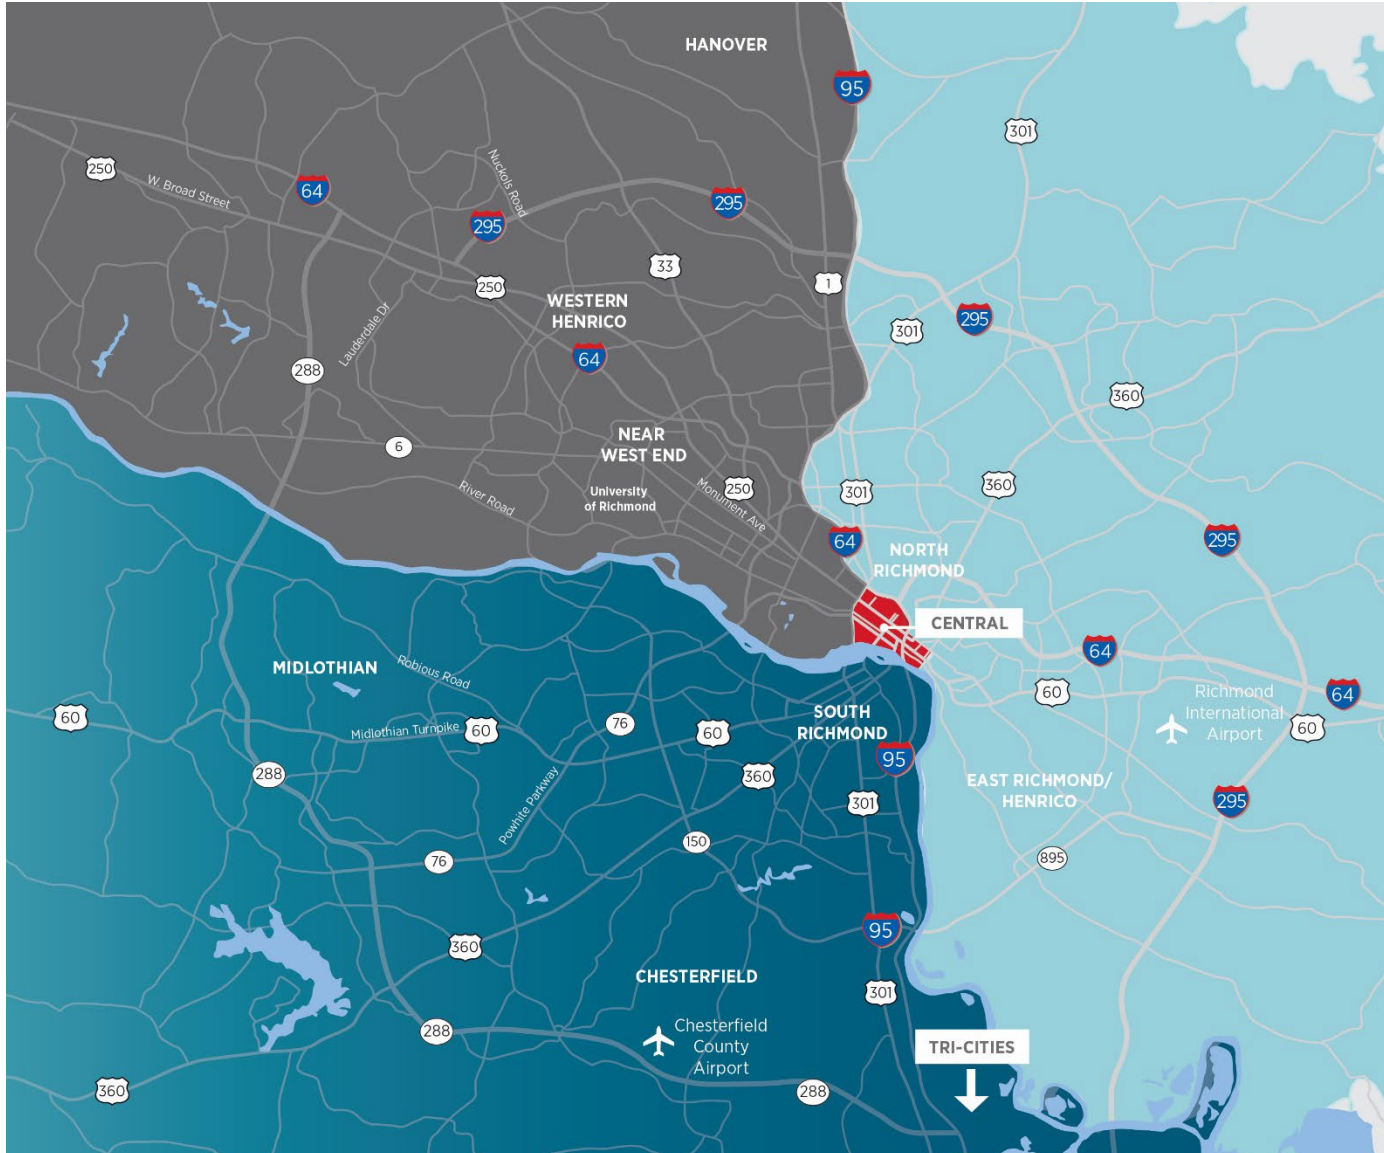 HANOVER
95
301
250
W. Broad Street
64
Nuckols Road
295
295
33
250
1
WESTERN
HENRICO
Lauderdale Dr
301
295
64
288
360
NEAR
WEST END
6
River Road
University
of Richmond
250
Monument Ave
301
360
64
295
NORTH
RICHMOND
CENTRAL
MIDLOTHIAN
Robious Road
64
60
Richmond
International
Airport
64
60
60
Midlothian Turnpike
60
76
60
SOUTH
RICHMOND
95
288
360
301
EAST RICHMOND/
HENRICO
295
Powhite Parkway
76
150
895
360
95
CHESTERFIELD
301
288
Chesterfield
County
Airport
TRI-CITIES
360
288